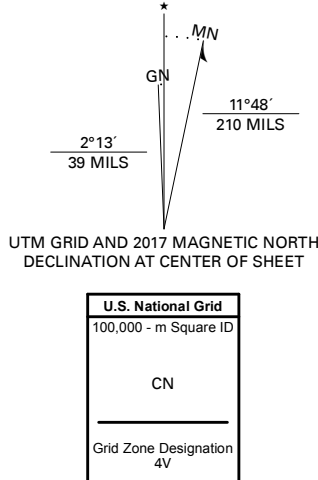 ★
MN
GN
11°48´
210 MILS
2°13´
39 MILS
UTM GRID AND 2017 MAGNETIC NORTH
DECLINATION AT CENTER OF SHEET
U.S. National Grid
100,000 - m Square ID
CN
Grid Zone Designation
4V